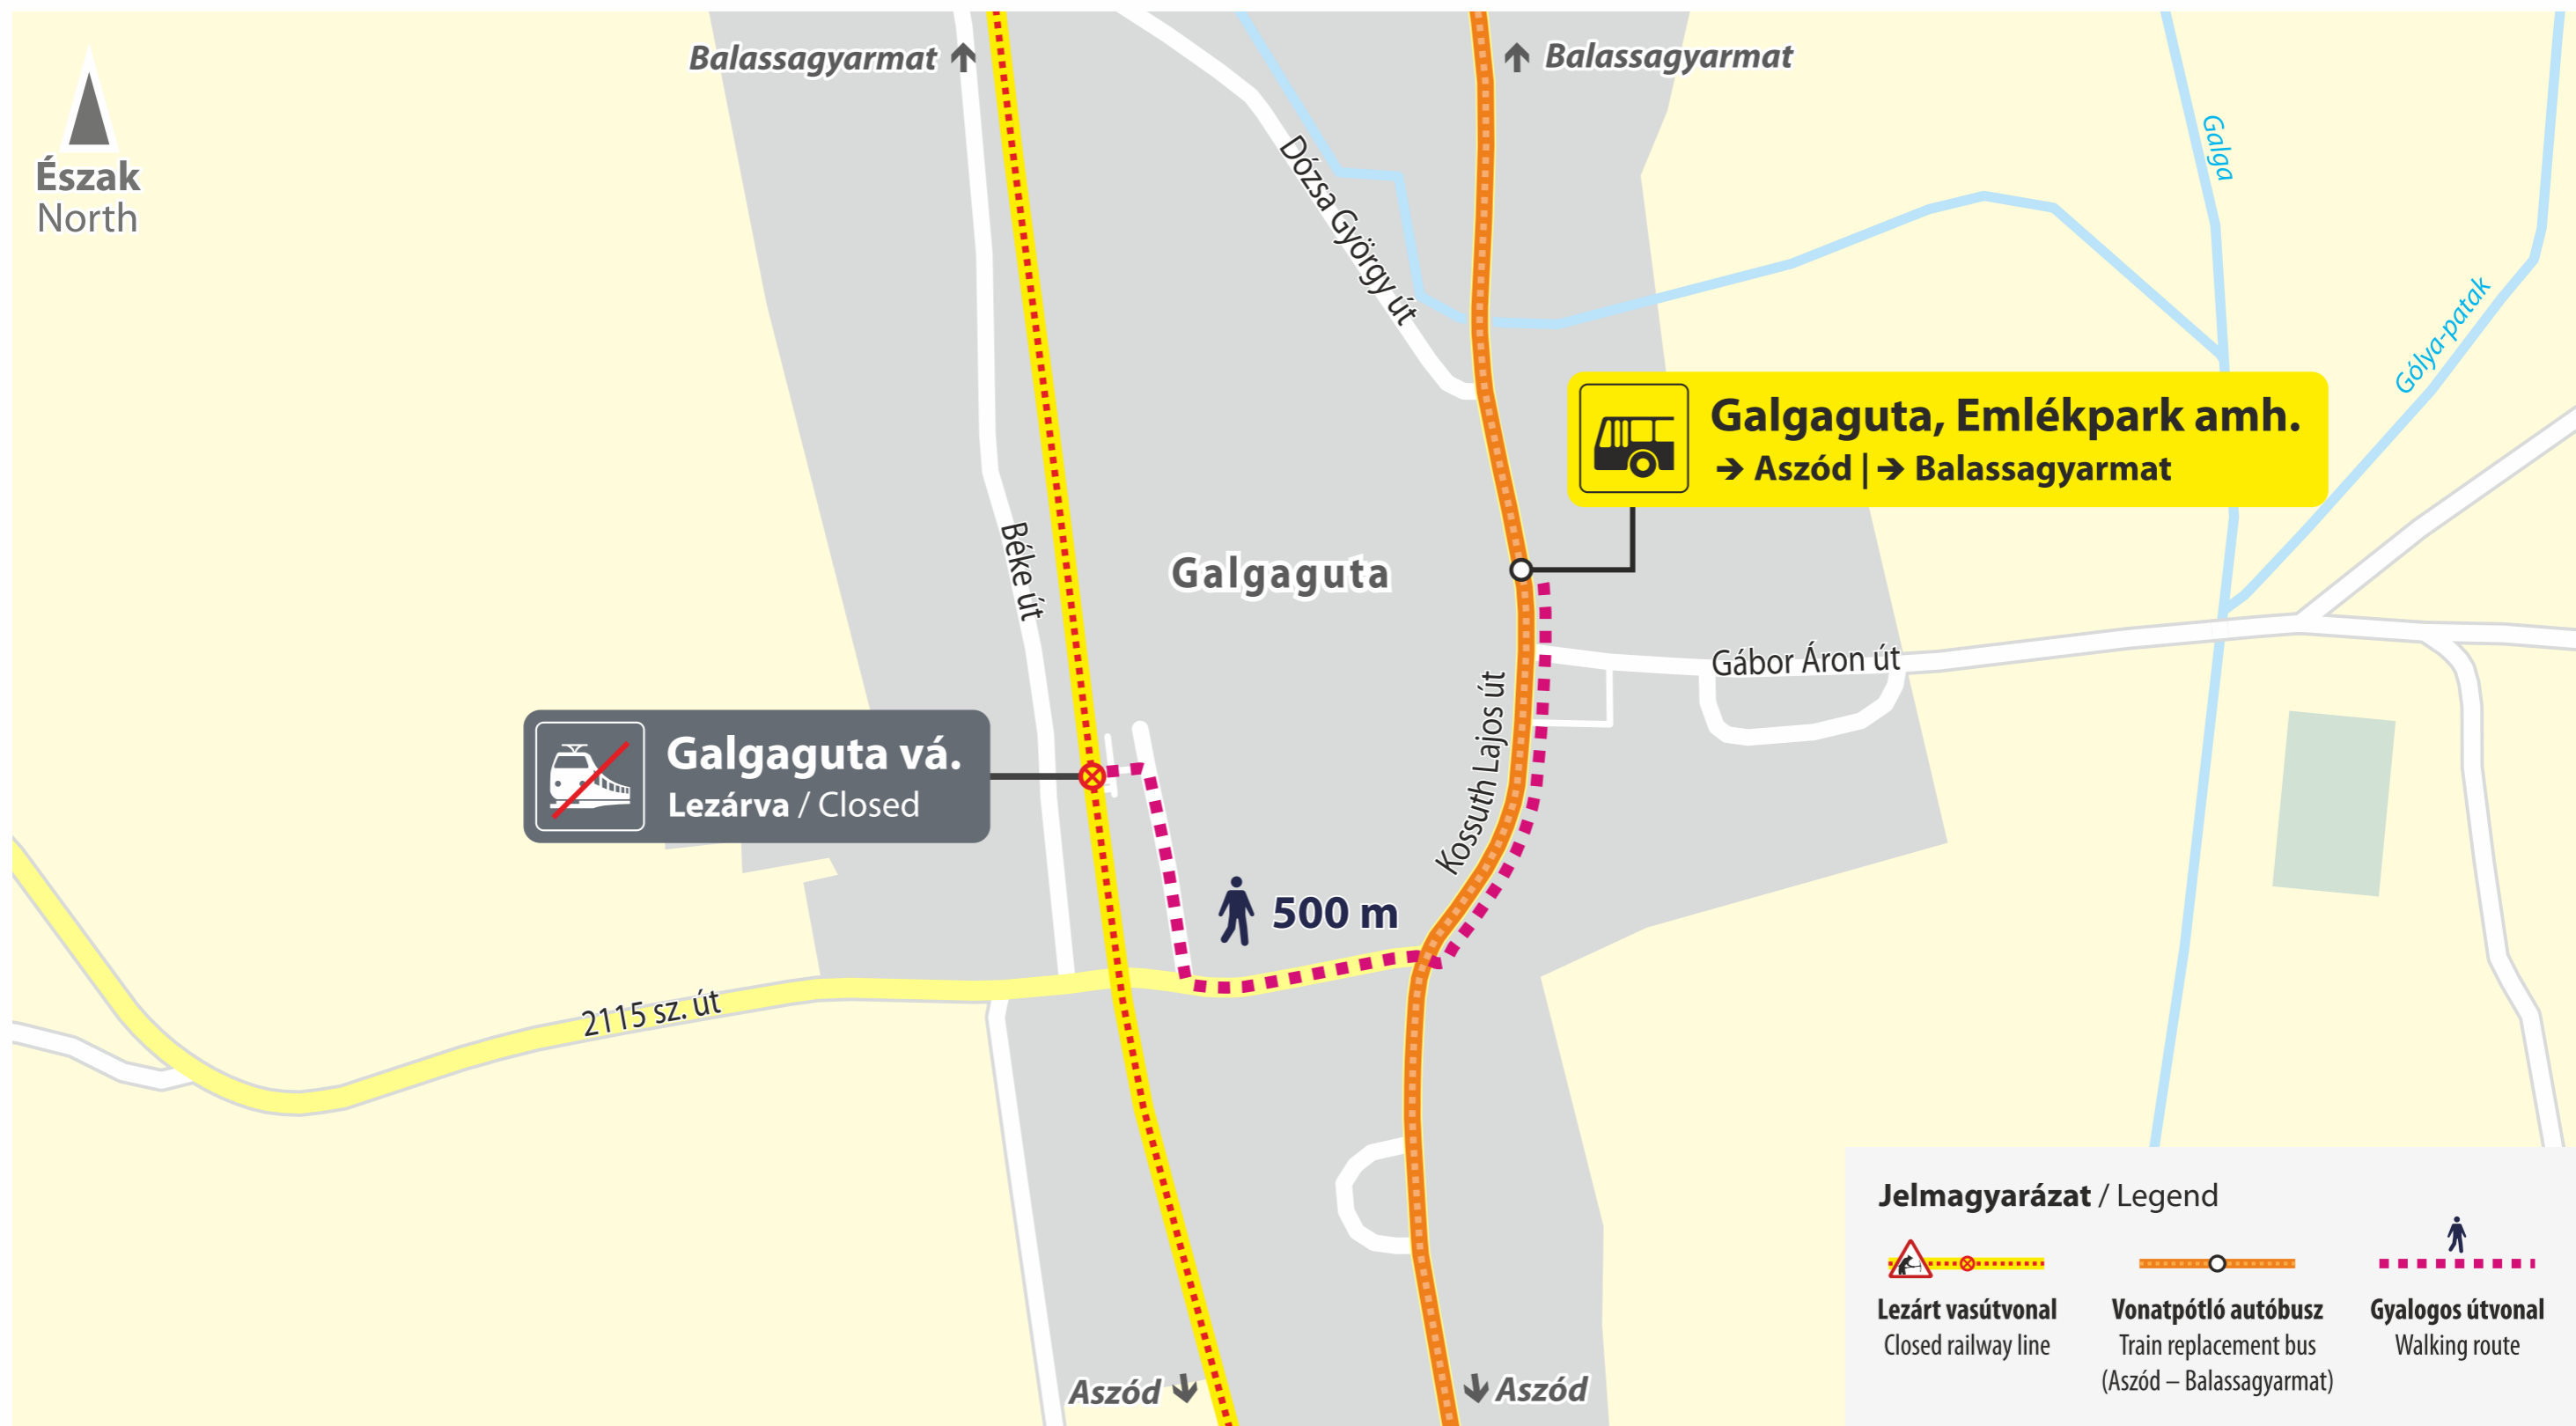 Balassagyarmat
Balassagyarmat
Észak
North
Galga
Dózsa György út
Gólya-patak
Galgaguta, Emlékpark amh.
➔ Aszód | ➔ Balassagyarmat
Béke út
Galgaguta
Gábor Áron út
Kossuth Lajos út
Galgaguta vá.
Lezárva / Closed
500 m
2115 sz. út
Jelmagyarázat / Legend
Lezárt vasútvonal
Closed railway line
Vonatpótló autóbusz
Train replacement bus
(Aszód – Balassagyarmat)
Gyalogos útvonal
Walking route
Aszód
Aszód